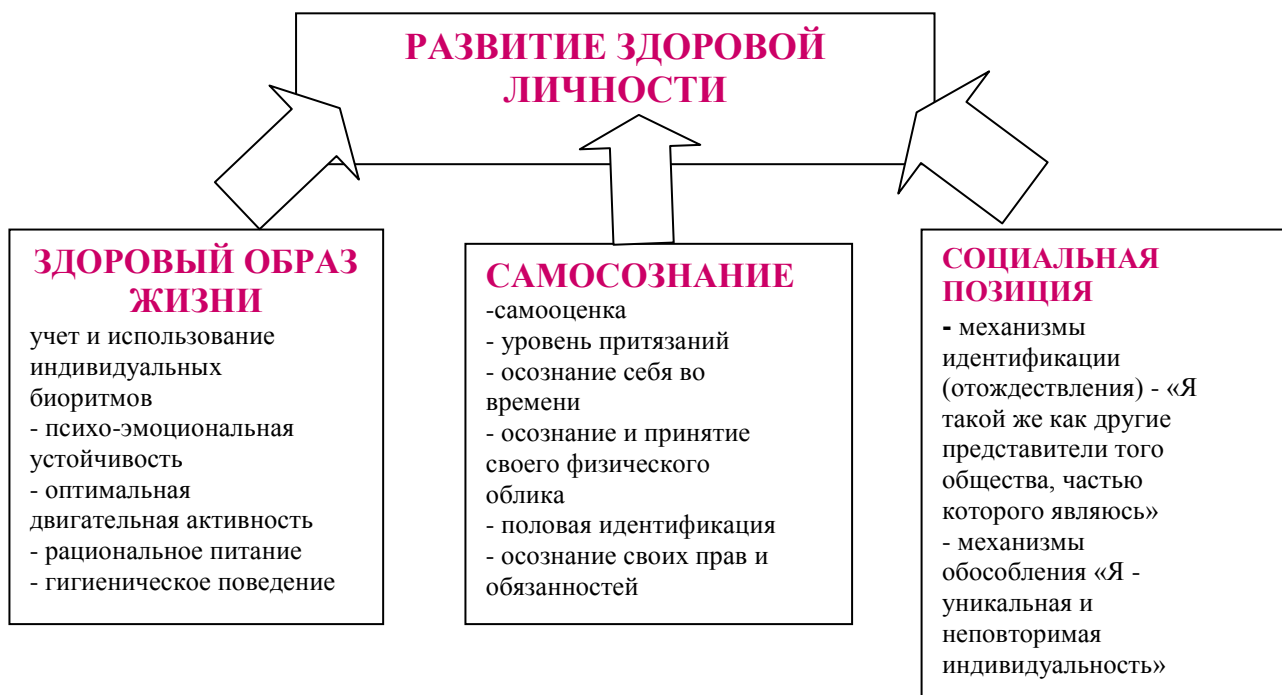 РАЗВИТИЕ ЗДОРОВОЙ
ЛИЧНОСТИ
ЗДОРОВЫЙ ОБРАЗ
ЖИЗНИ
учет и использование
индивидуальных
биоритмов
- психо-эмоциональная
устойчивость
- оптимальная
двигательная активность
- рациональное питание
- гигиеническое поведение
САМОСОЗНАНИЕ
-самооценка
- уровень притязаний
- осознание себя во
времени
- осознание и принятие
своего физического
облика
- половая идентификация
- осознание своих прав и
обязанностей
СОЦИАЛЬНАЯ
ПОЗИЦИЯ
- механизмы
идентификации
(отождествления) - «Я
такой же как другие
представители того
общества, частью
которого являюсь»
- механизмы
обособления «Я -
уникальная и
неповторимая
индивидуальность»